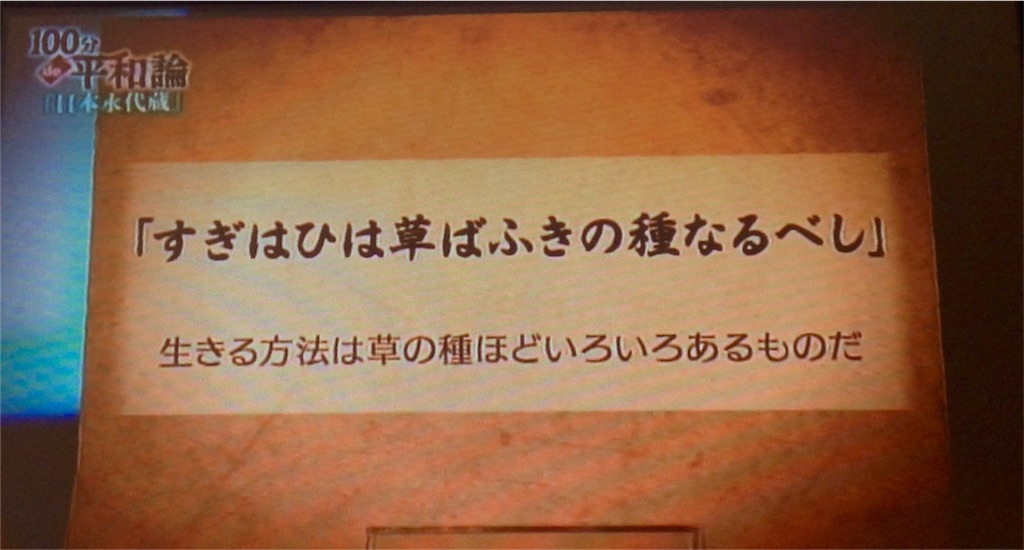 100分
de平和論
「日本永代蔵」
「すぎはひは草ばふきの種なるべし」
生きる方法は草の種ほどいろいろあるものだ